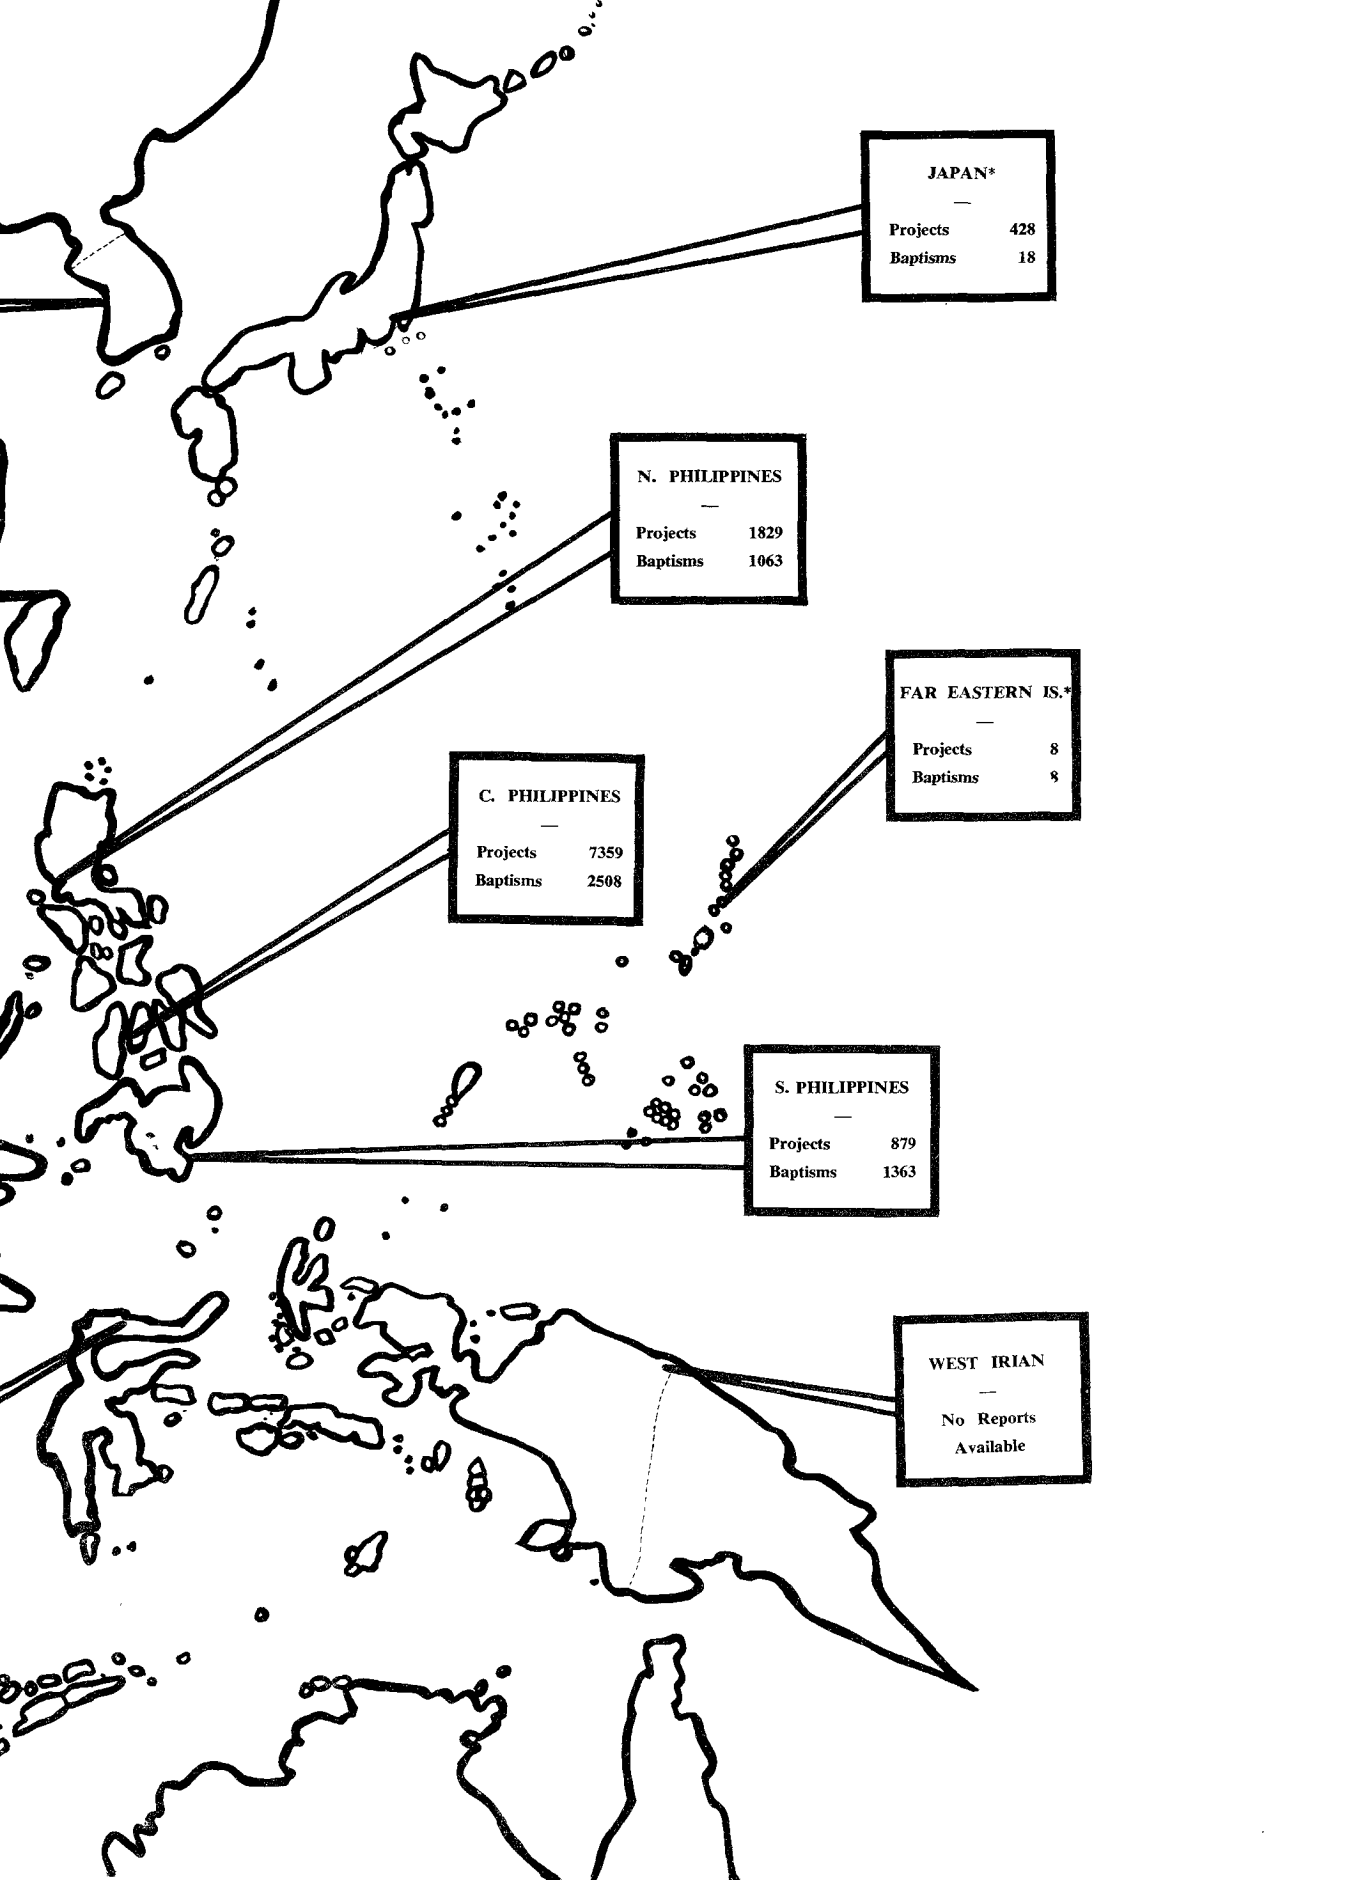 JAPAN*
—
Projects 428
Baptisms 18
N. PHILIPPINES
—
Projects 1829
Baptisms 1063
FAR EASTERN IS.*
—
Projects 8
Baptisms 8
C. PHILIPPINES
—
Projects 7359
Baptisms 2508
S. PHILIPPINES
—
Projects 879
Baptisms 1363
WEST IRIAN
—
No Reports
Available